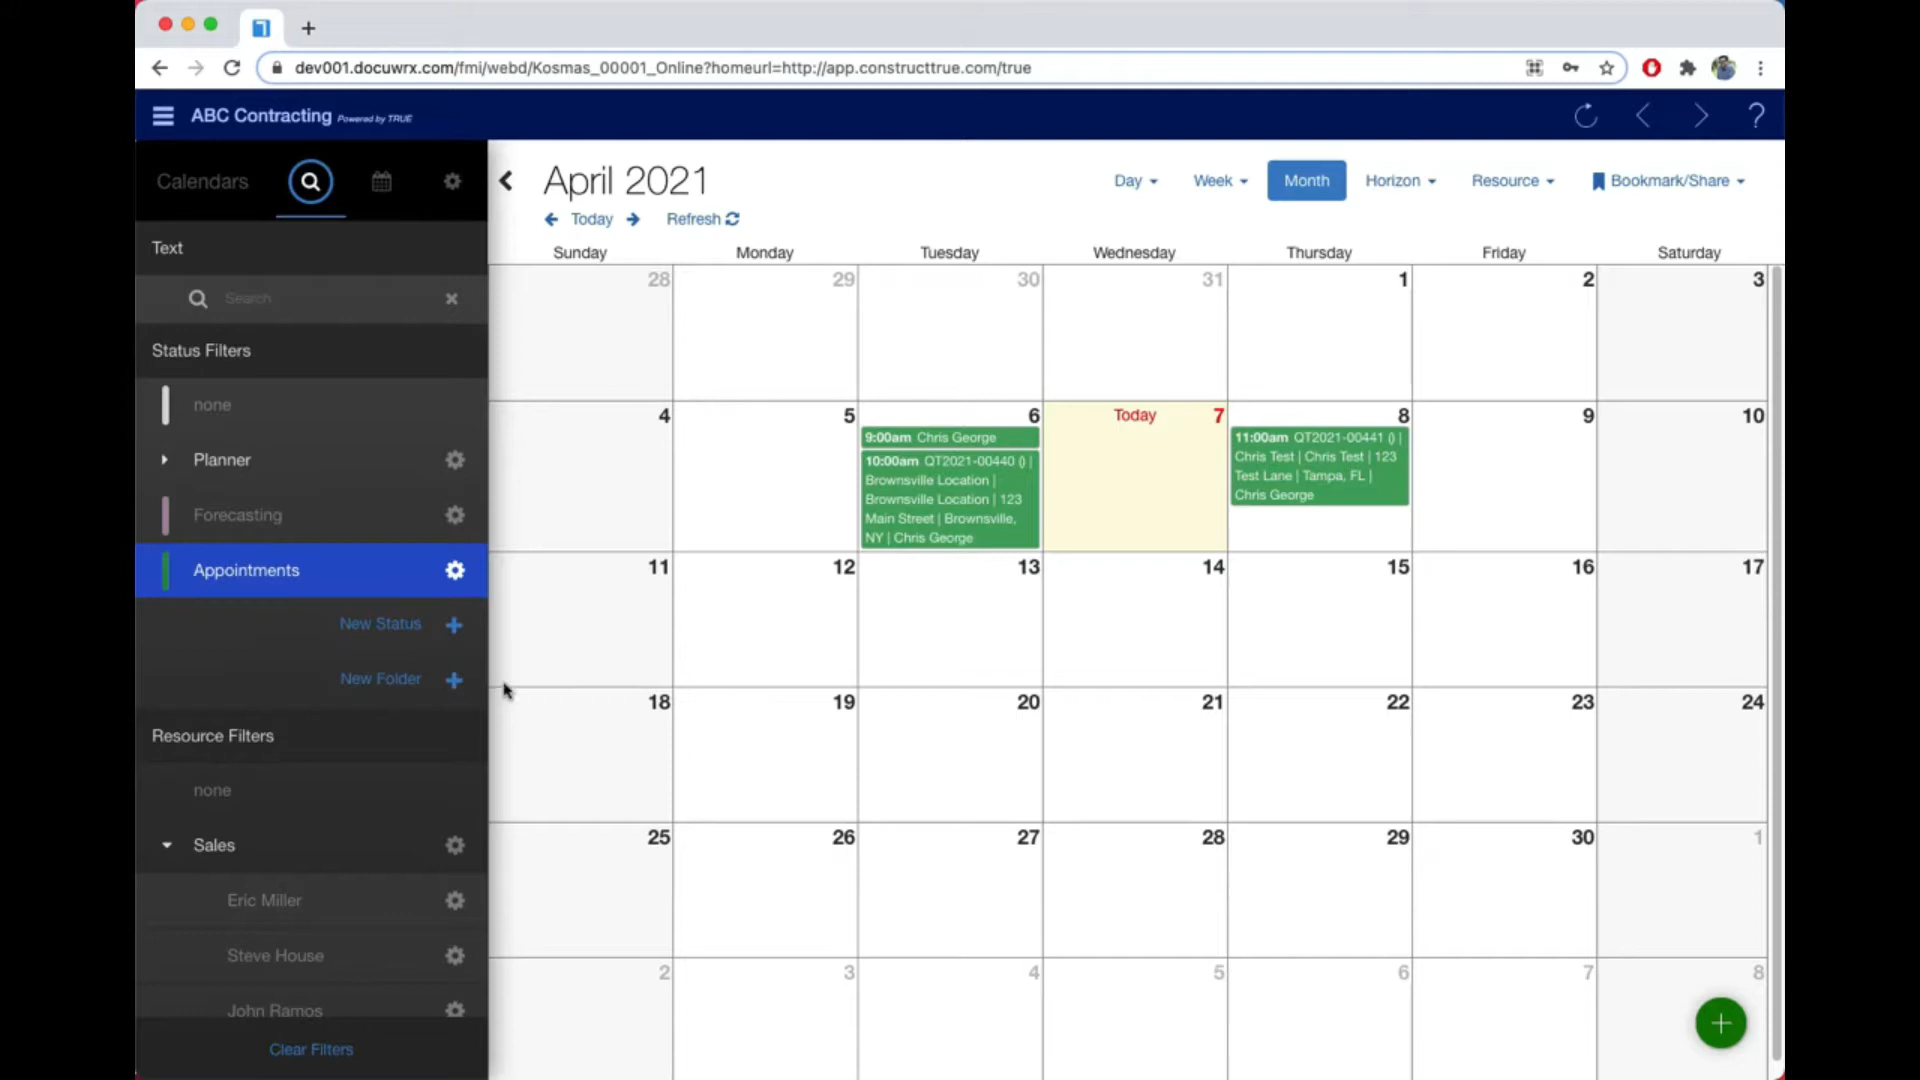 dev001.docuwrx.com/fmi/webd/Kosmas_00001_Online?homeurl=http://app.constructtrue.com/true
ABC Contracting Powered by TRUE
?
Calendars
Text
Search
Status Filters
none
Planner
Forecasting
Appointments
New Status
New Folder
Resource Filters
none
Sales
Eric Miller
Steve House
John Ramos
Clear Filters
April 2021
Today
Refresh
Day
Week
Month
Horizon
Resource
Bookmark/Share
Sunday Monday Tuesday Wednesday Thursday Friday Saturday
28 29 30 31 1 2 3
4 5 6 Today 7 8 9 10
9:00am Chris George
10:00am QT2021-00440 () |
Brownsville Location |
Brownsville Location | 123
Main Street | Brownsville,
NY | Chris George
11:00am QT2021-00441 () |
Chris Test | Chris Test | 123
Test Lane | Tampa, FL |
Chris George
11 12 13 14 15 16 17
18 19 20 21 22 23 24
25 26 27 28 29 30 1
2 3 4 5 6 7 8